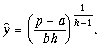 ŷ = ((p − a) / (bh))^(1/(h−1)).